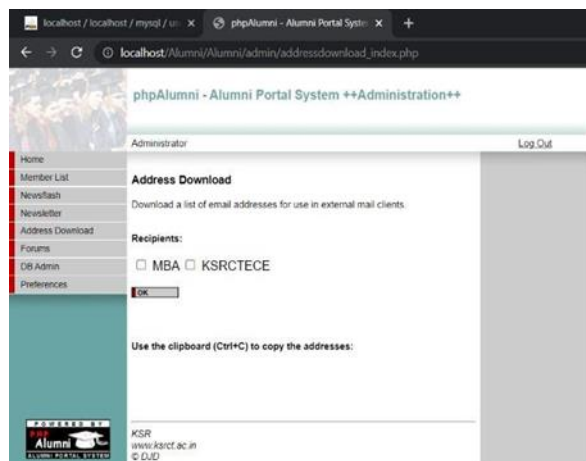 localhost / localhost / mysql / us
phpAlumni - Alumni Portal Syste
localhost/Alumni/Alumni/admin/addressdownload_index.php
phpAlumni - Alumni Portal System ++Administration++
Administrator
Log Out
Home
Member List
Newsflash
Newsletter
Address Download
Forums
DB Admin
Preferences
Address Download
Download a list of email addresses for use in external mail clients.
Recipients:
MBA KSRCTECE
OK
Use the clipboard (Ctrl+C) to copy the addresses:
POWERED BY
PHP
Alumni
ALUMNI PORTAL SYSTEM
KSR
www.ksrct.ac.in
© DJD